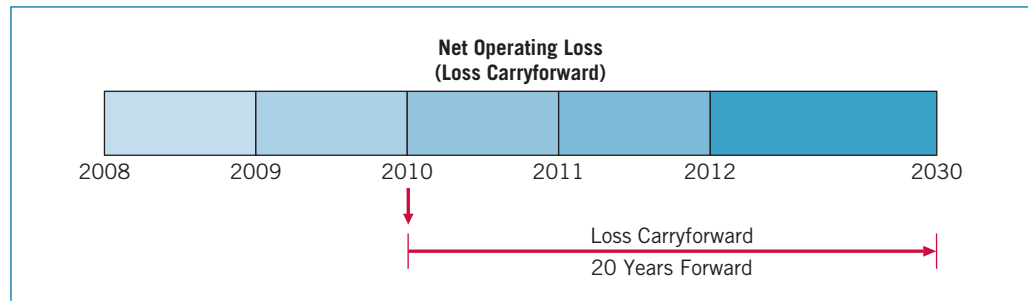 Net Operating Loss
(Loss Carryforward)
2008 2009 2010 2011 2012 2030
Loss Carryforward
20 Years Forward